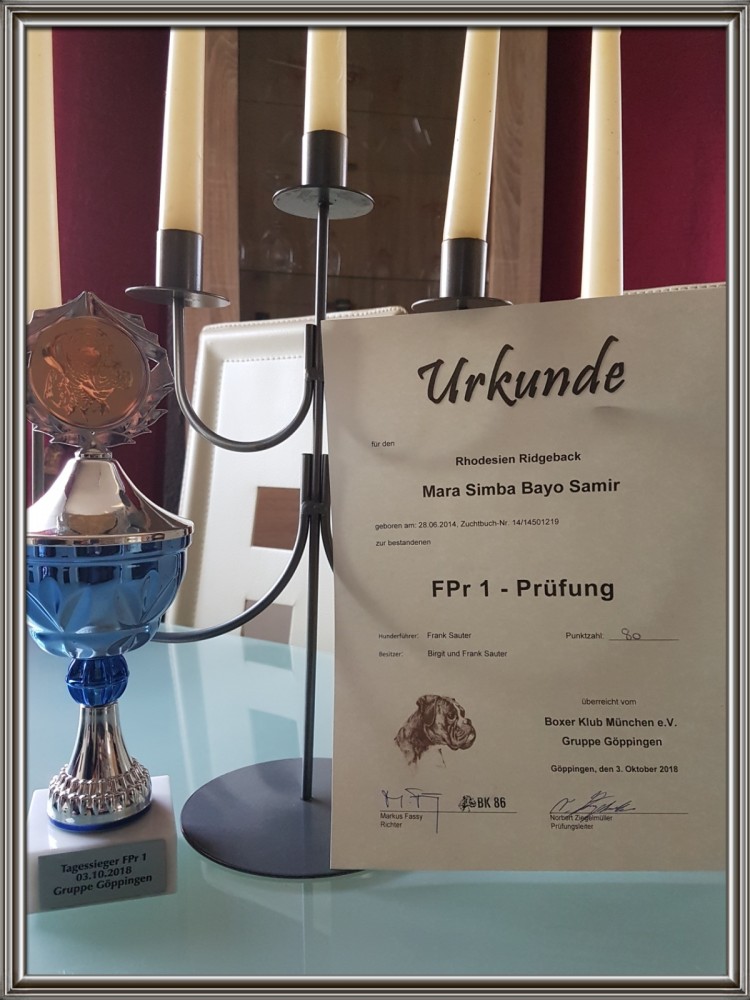 Urkunde
für den
Rhodesien Ridgeback
Mara Simba Bayo Samir
geboren am: 28.06.2014, Zuchtbuch-Nr. 14/14501219
zur bestandenen
FPr 1 - Prüfung
Hundeführer: Frank Sauter Punktzahl: 80
Besitzer: Birgit und Frank Sauter
überreicht vom
Boxer Klub München e.V.
Gruppe Göppingen
Göppingen, den 3. Oktober 2018
BK 86
Markus Fassy
Richter
Norbert Ziegelmüller
Prüfungsleiter
Tagessieger FPr 1
03.10.2018
Gruppe Göppingen